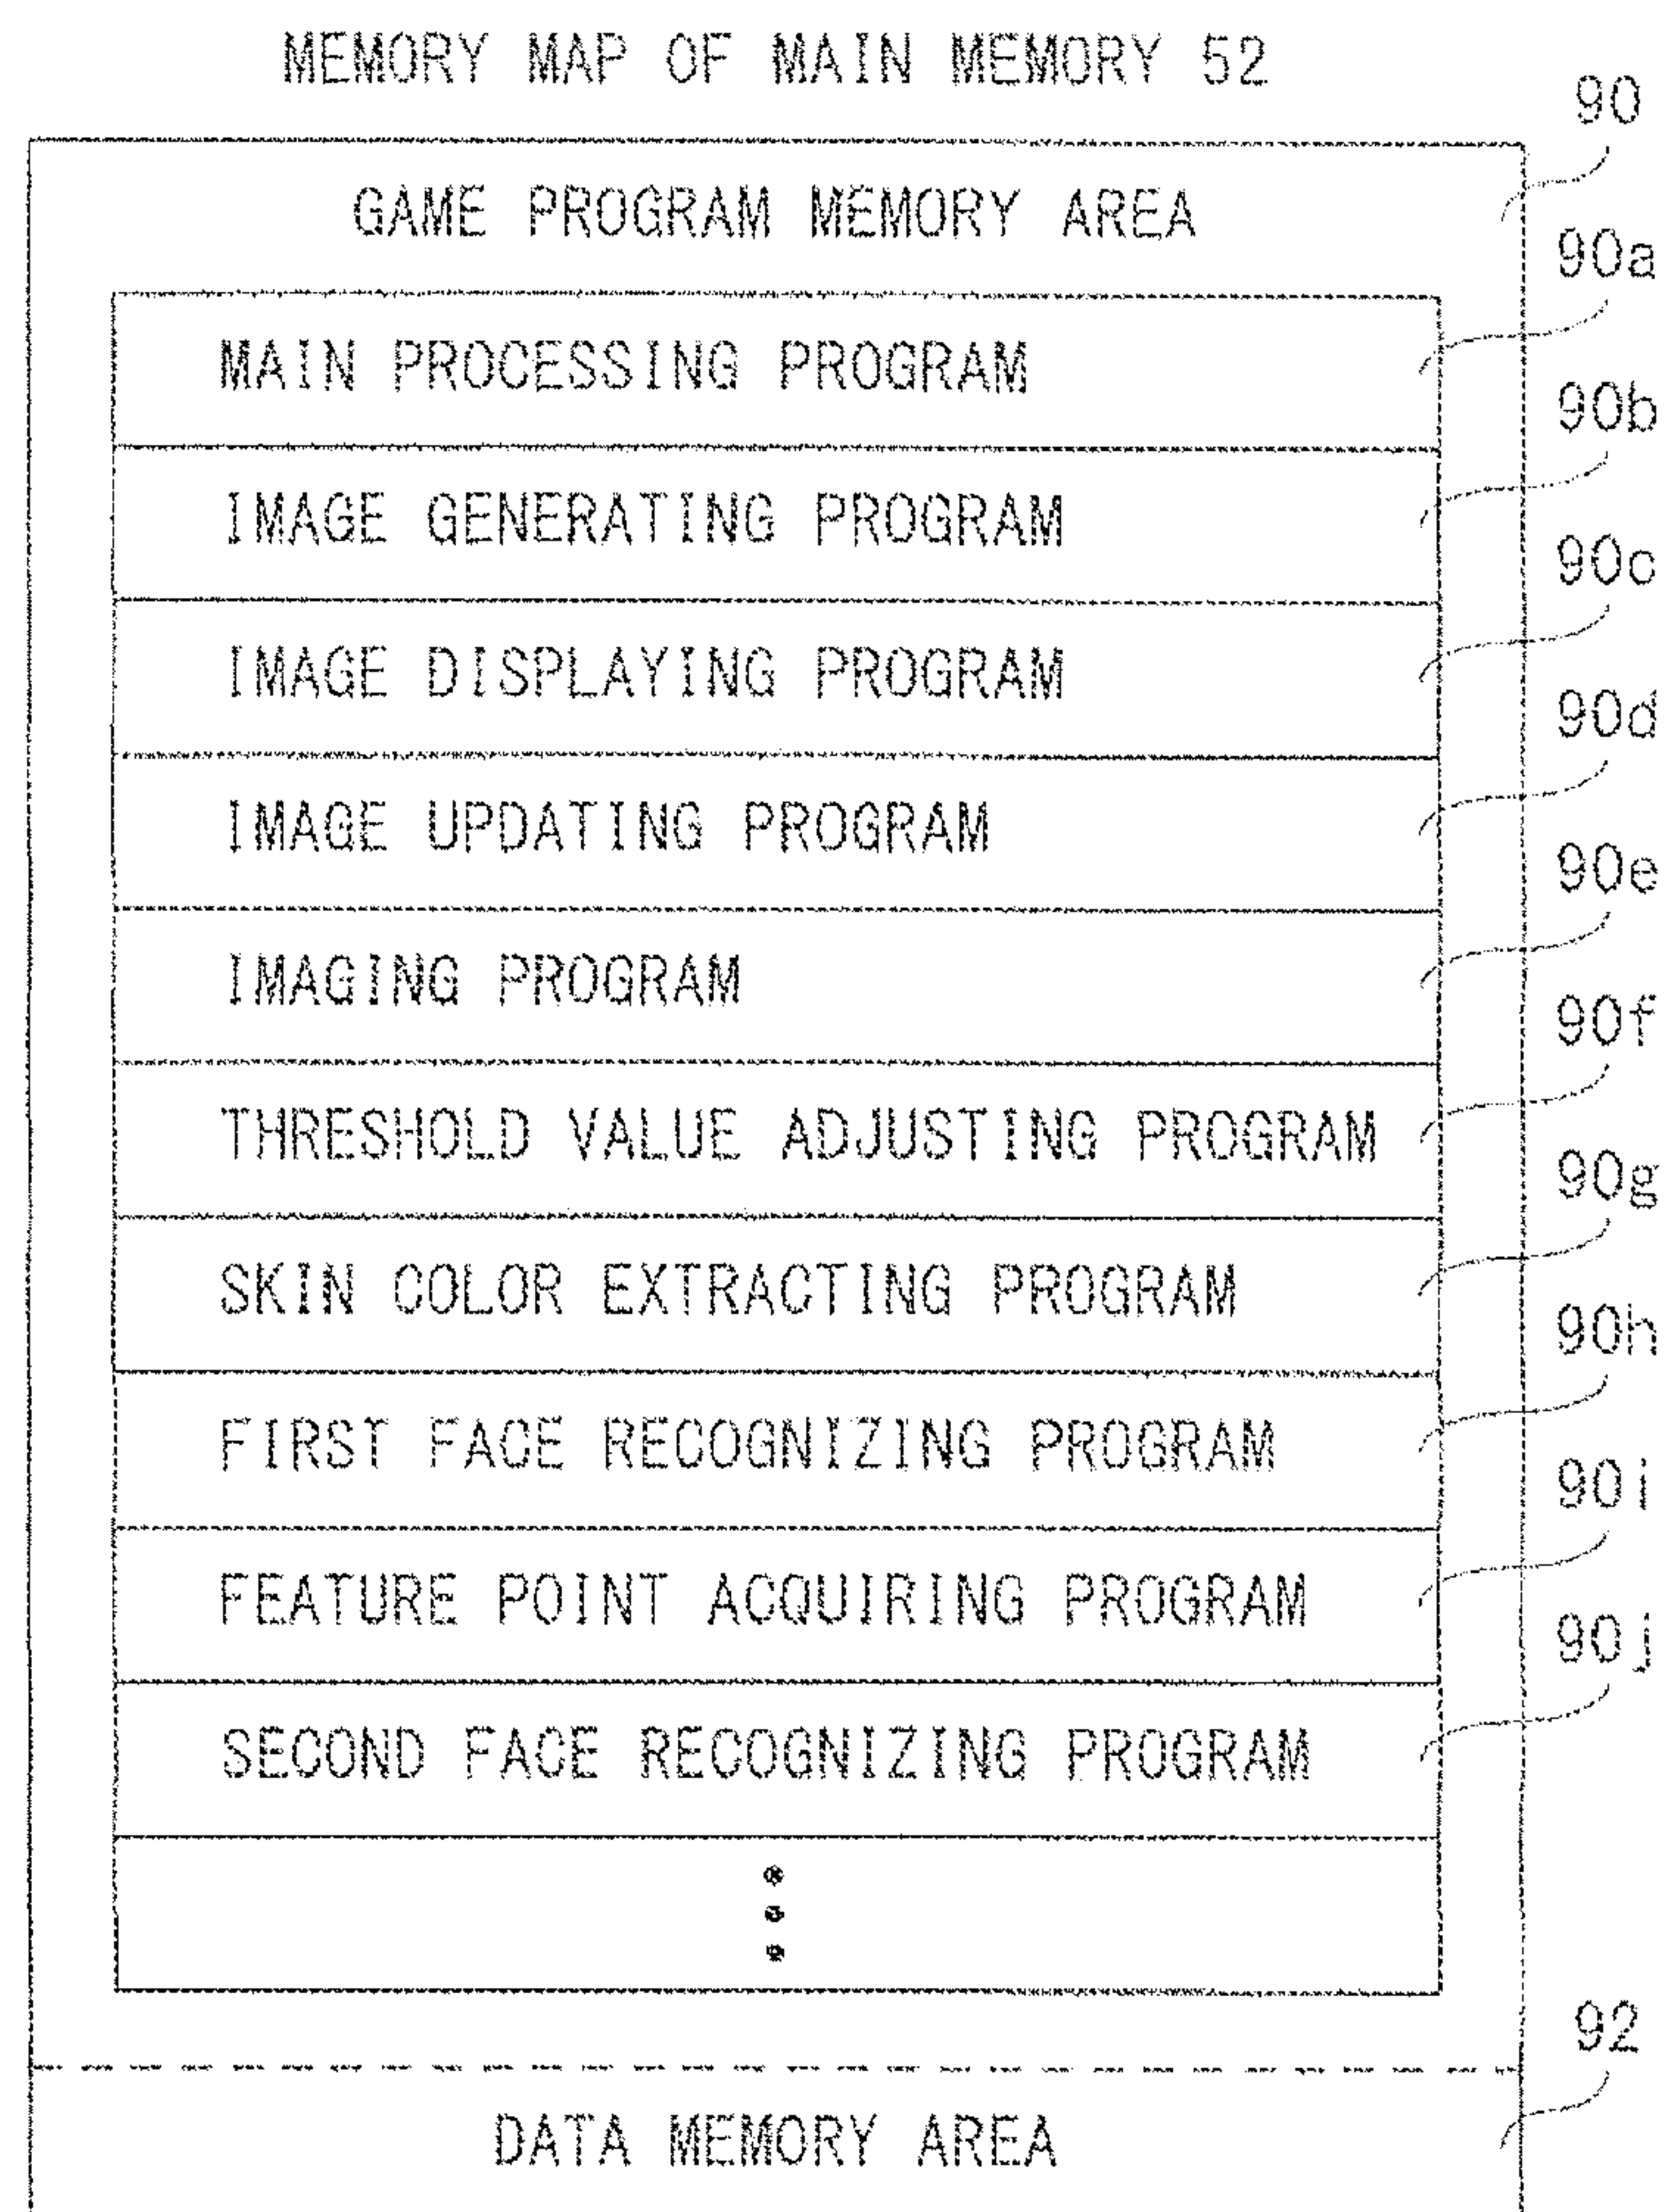 MEMORY MAP OF MAIN MEMORY 52
90
GAME PROGRAM MEMORY AREA
90a
MAIN PROCESSING PROGRAM
90b
IMAGE GENERATING PROGRAM
90c
IMAGE DISPLAYING PROGRAM
90d
IMAGE UPDATING PROGRAM
90e
IMAGING PROGRAM
90f
THRESHOLD VALUE ADJUSTING PROGRAM
90g
SKIN COLOR EXTRACTING PROGRAM
90h
FIRST FACE RECOGNIZING PROGRAM
90i
FEATURE POINT ACQUIRING PROGRAM
90j
SECOND FACE RECOGNIZING PROGRAM
92
DATA MEMORY AREA